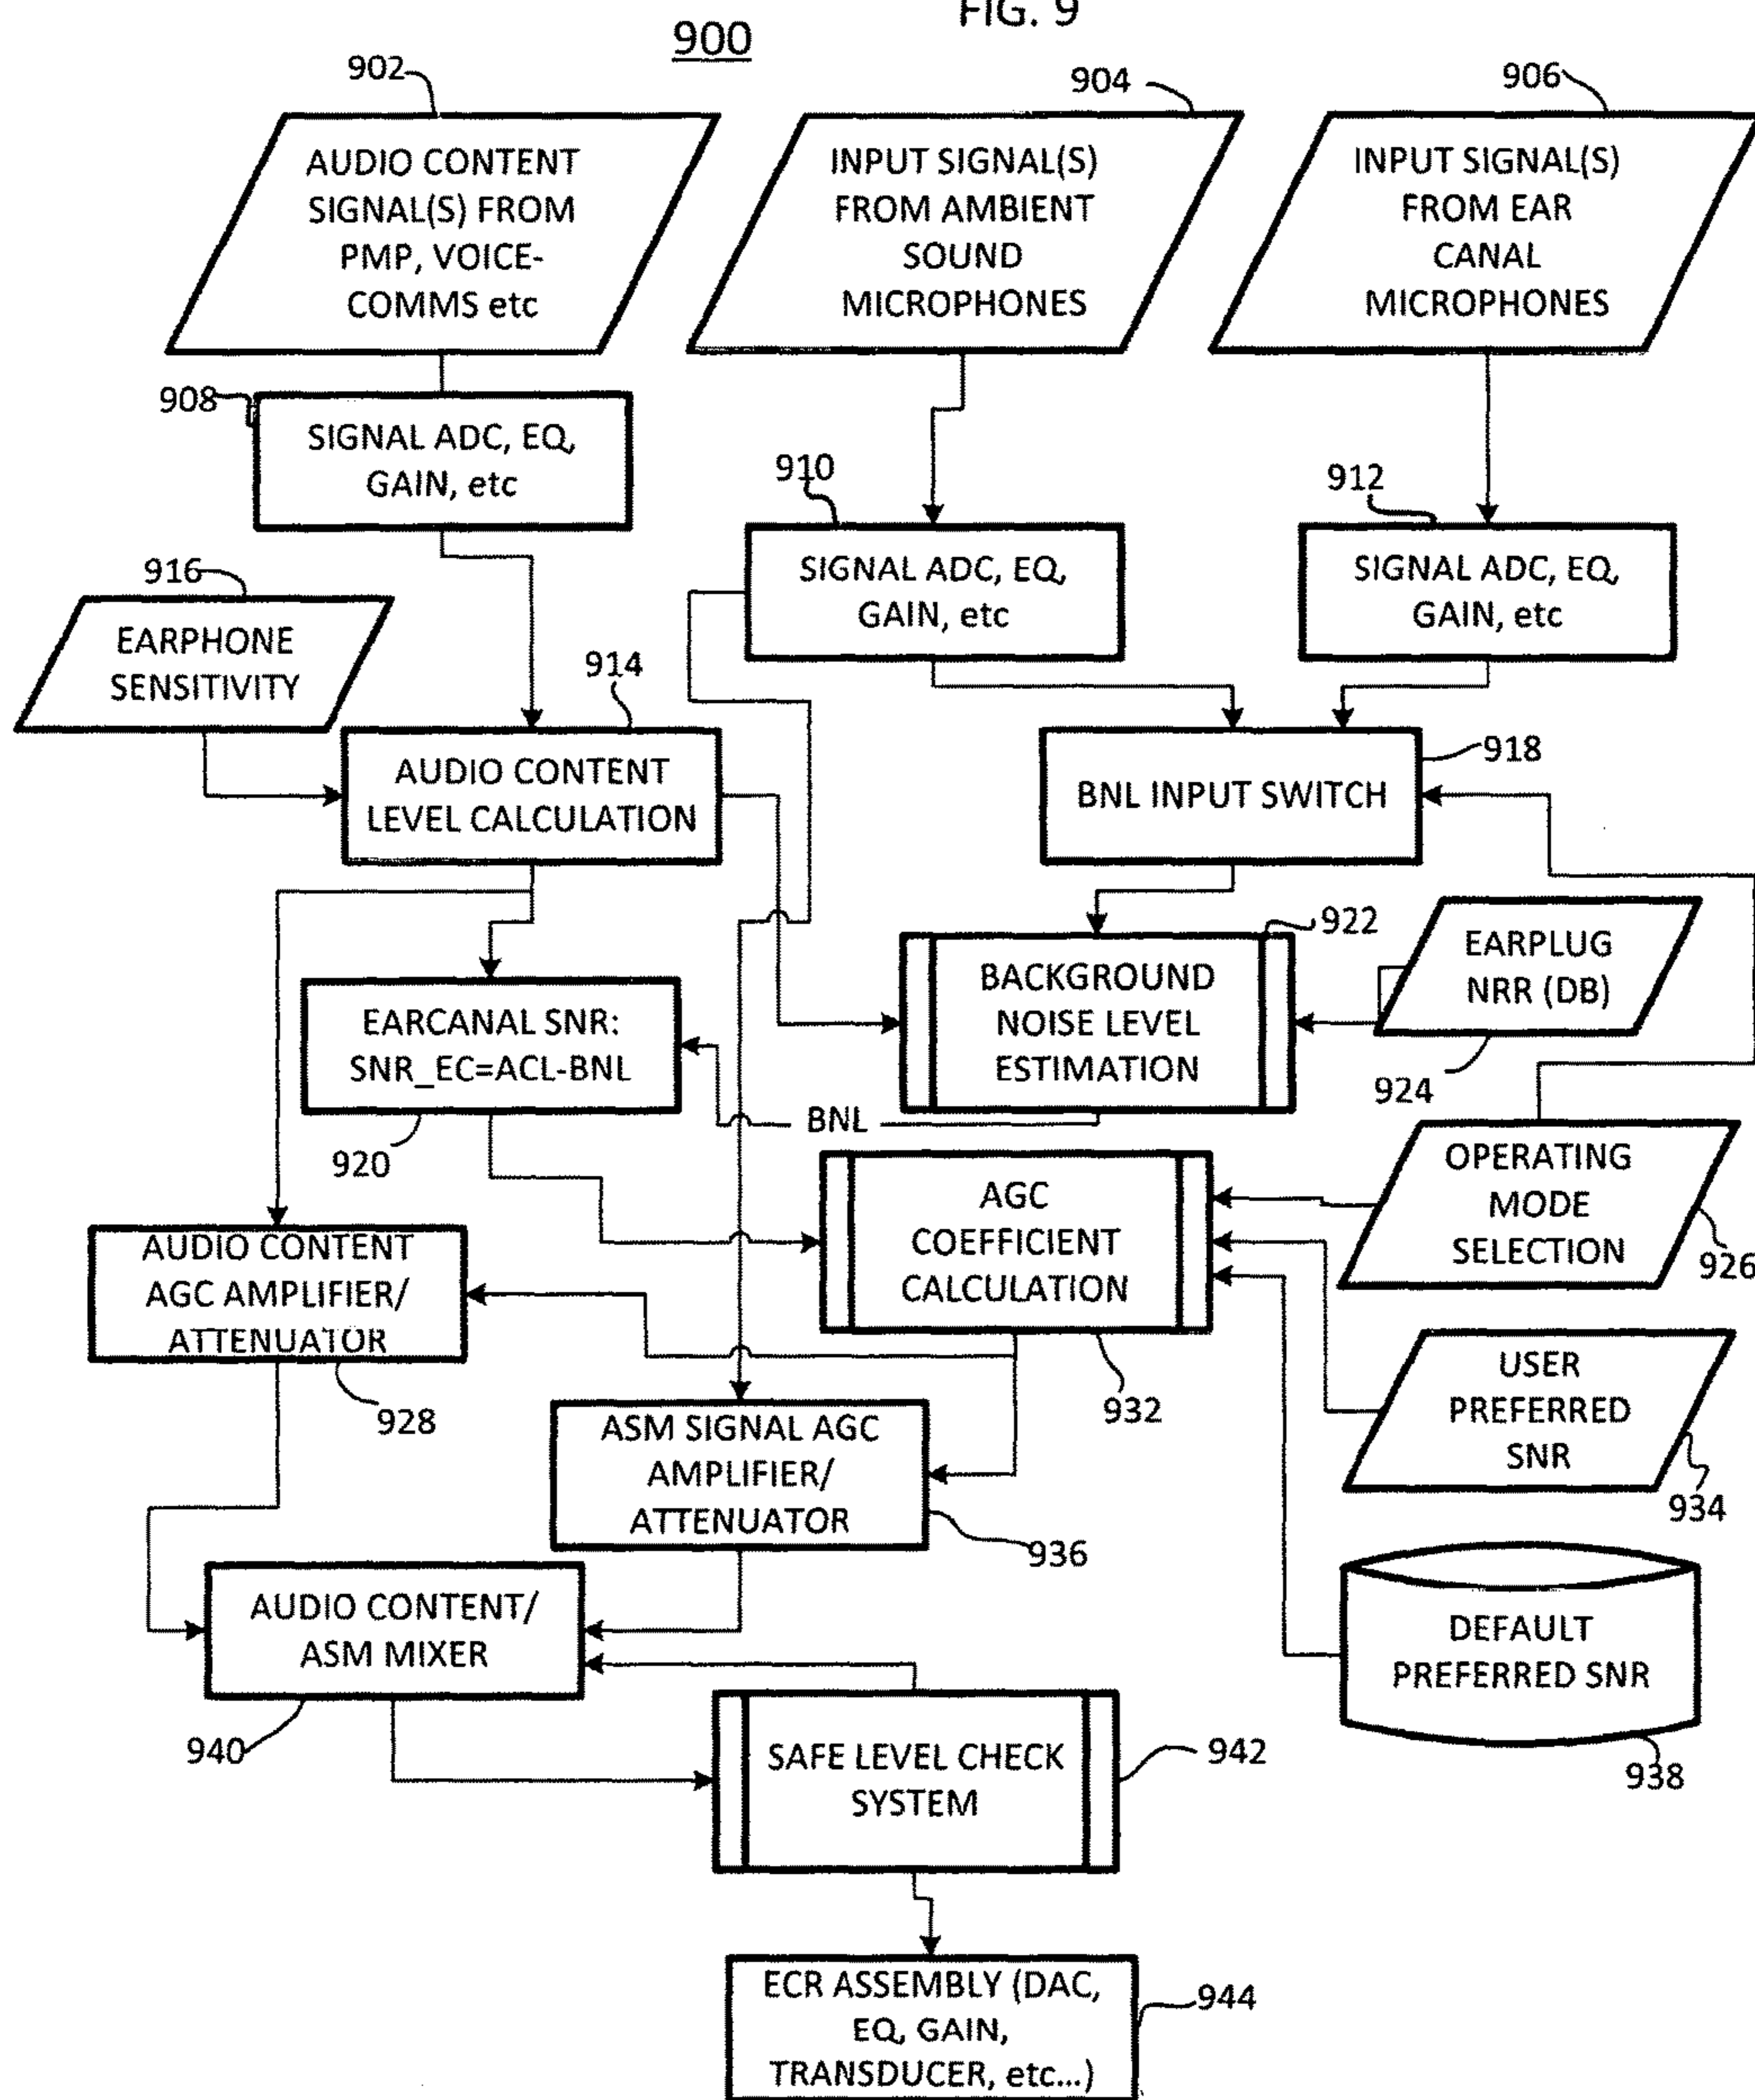 FIG. 9
900
902
904
906
AUDIO CONTENT
SIGNAL(S) FROM
PMP, VOICE-
COMMS etc
INPUT SIGNAL(S)
FROM AMBIENT
SOUND
MICROPHONES
INPUT SIGNAL(S)
FROM EAR
CANAL
MICROPHONES
908
SIGNAL ADC, EQ,
GAIN, etc
910
SIGNAL ADC, EQ,
GAIN, etc
912
SIGNAL ADC, EQ,
GAIN, etc
916
EARPHONE
SENSITIVITY
914
AUDIO CONTENT
LEVEL CALCULATION
918
BNL INPUT SWITCH
922
BACKGROUND
NOISE LEVEL
ESTIMATION
EARPLUG
NRR (DB)
924
EARCANAL SNR:
SNR_EC=ACL-BNL
920
BNL
AGC
COEFFICIENT
CALCULATION
932
OPERATING
MODE
SELECTION
926
AUDIO CONTENT
AGC AMPLIFIER/
ATTENUATOR
928
USER
PREFERRED
SNR
934
ASM SIGNAL AGC
AMPLIFIER/
ATTENUATOR
936
DEFAULT
PREFERRED SNR
938
AUDIO CONTENT/
ASM MIXER
940
SAFE LEVEL CHECK
SYSTEM
942
ECR ASSEMBLY (DAC,
EQ, GAIN,
TRANSDUCER, etc...)
944